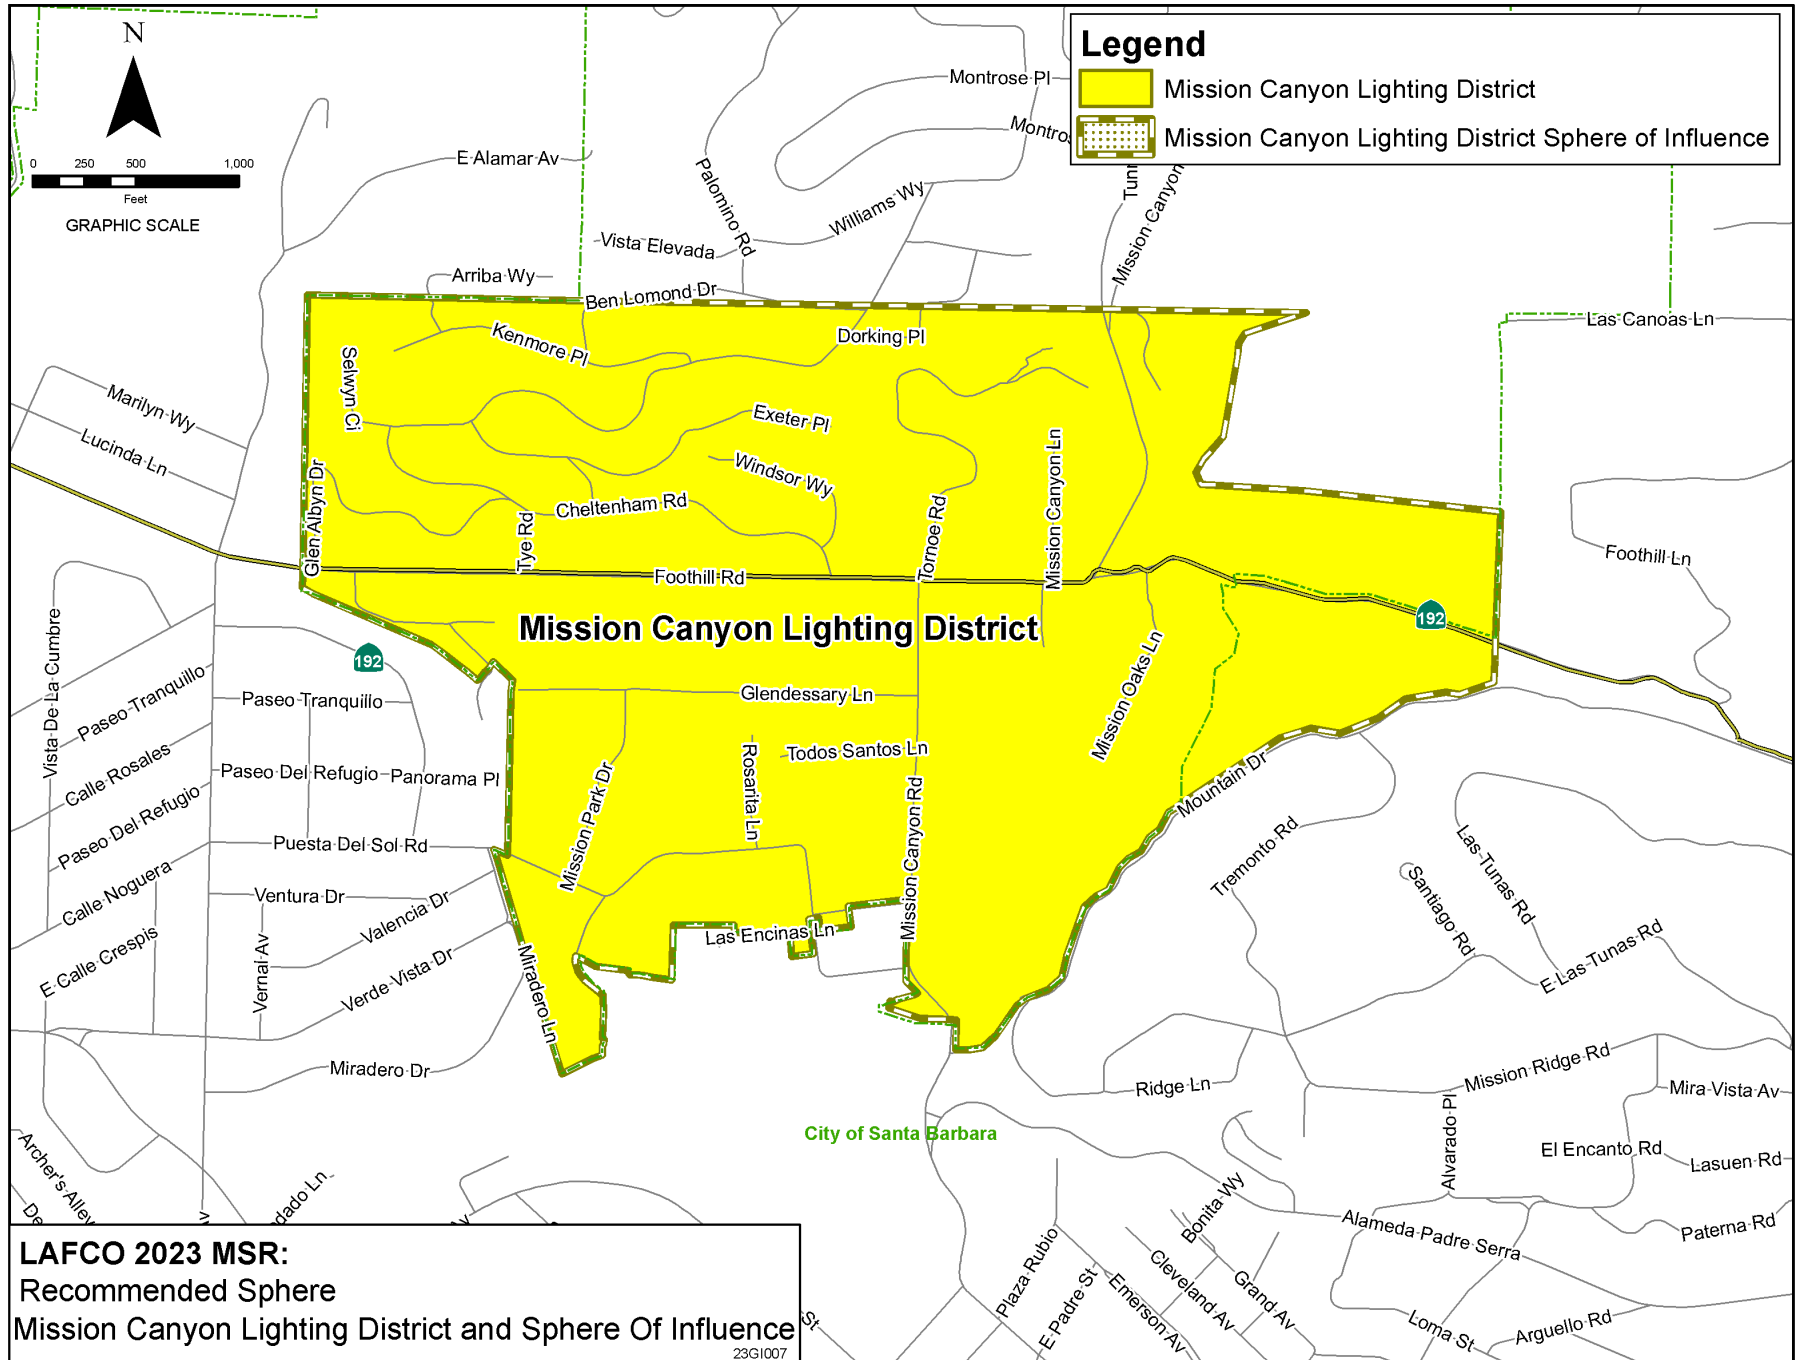 N
0 250 500 1,000
Feet
GRAPHIC SCALE
Legend
Mission Canyon Lighting District
Mission Canyon Lighting District Sphere of Influence
Montrose Pl
E Alamar Av
Palomino Rd
Williams Wy
Mission Canyon
Vista Elevada
Arriba Wy
Ben Lomond Dr
Las Canoas Ln
Kenmore Pl
Dorking Pl
Selwyn Ci
Marilyn Wy
Lucinda Ln
Exeter Pl
Windsor Wy
Cheltenham Rd
Glen Albyn Dr
Tye Rd
Tornoe Rd
Mission Canyon Ln
Foothill Ln
Foothill Rd
192
Mission Canyon Lighting District
192
Vista De La Cumbre
Paseo Tranquillo
Paseo Tranquillo
Glendessary Ln
Mission Oaks Ln
Calle Rosales
Todos Santos Ln
Rosarita Ln
Paseo Del Refugio
Panorama Pl
Mission Park Dr
Mission Canyon Rd
Mountain Dr
Paseo Del Refugio
Puesta Del Sol Rd
Tremonto Rd
Las Tunas Rd
Calle Noguera
Ventura Dr
Valencia Dr
Santiago Rd
Las Encinas Ln
E Calle Crespis
Vernal Av
Verde Vista Dr
Miradero Ln
E Las Tunas Rd
Miradero Dr
Ridge Ln
Mission Ridge Rd
Mira Vista Av
City of Santa Barbara
Alvarado Pl
El Encanto Rd
Lasuen Rd
Archer's Alley
De
dado Ln
Bonita Wy
Alameda Padre Serra
Paterna Rd
Plaza Rubio
E Padre St
Emerson Av
Cleveland Av
Grand Av
Loma St
Arguello Rd
St
LAFCO 2023 MSR:
Recommended Sphere
Mission Canyon Lighting District and Sphere Of Influence
23GI007